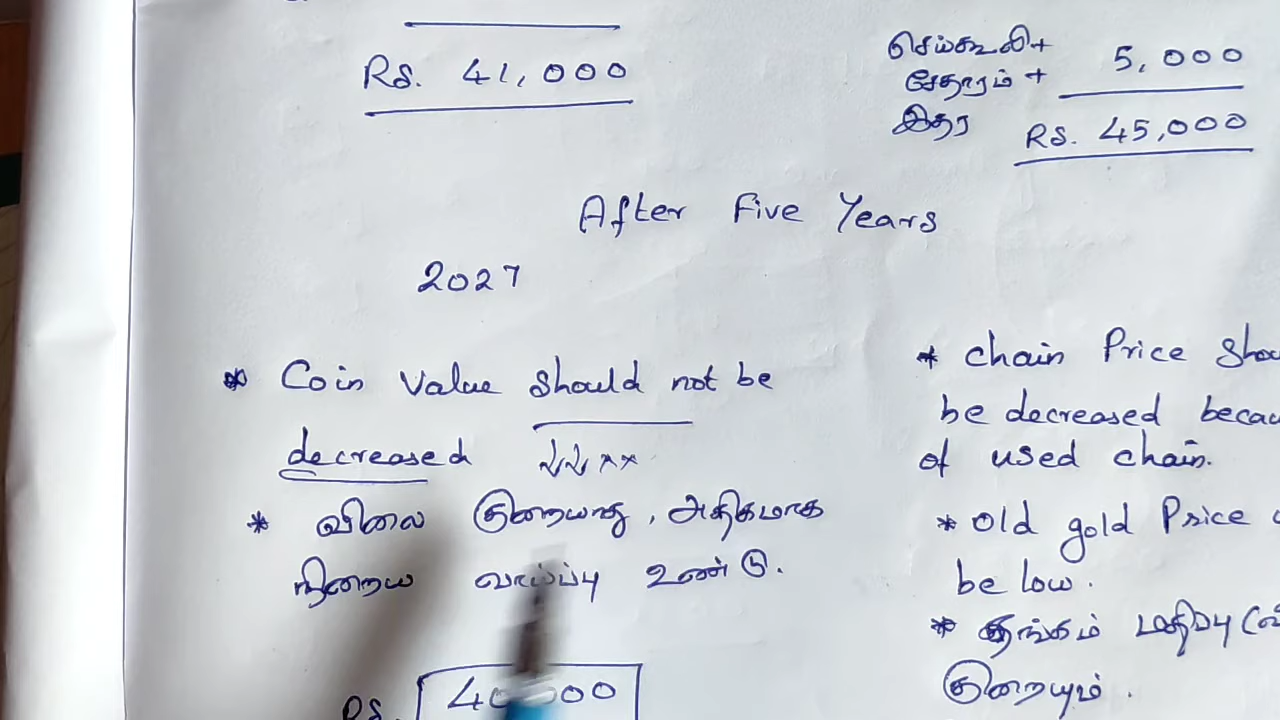 Rs. 41,000
செய்கூலி+ 5,000
சேதாரம் +
இதர Rs. 45,000
After Five Years
2027
* Coin value should not be
decreased
* விலை குறையாது, அதிகமாக
நிறைய வாய்ப்பு உண்டு.
Rs.
* chain Price
be decreased
of used chain.
* Old gold Price
be low.
* தங்கம் மதிப்பு
குறையும்.